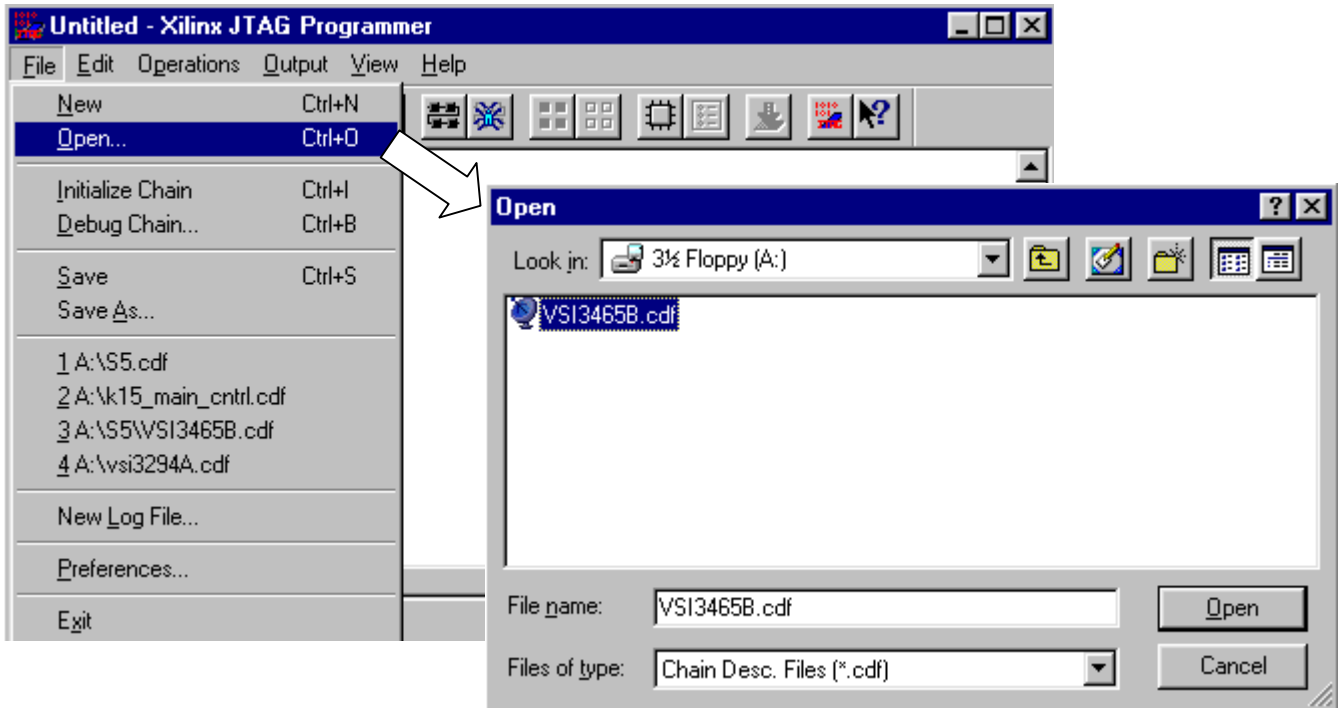 Untitled - Xilinx JTAG Programmer
File Edit Operations Output View Help
New Ctrl+N
Open... Ctrl+O
Initialize Chain Ctrl+I
Debug Chain... Ctrl+B
Save Ctrl+S
Save As...
1 A:\S5.cdf
2 A:\k15_main_cntrl.cdf
3 A:\S5\VSI3465B.cdf
4 A:\vsi3294A.cdf
New Log File...
Preferences...
Exit
Open
Look in: 3½ Floppy (A:)
VSI3465B.cdf
File name: VSI3465B.cdf Open
Files of type: Chain Desc. Files (*.cdf) Cancel